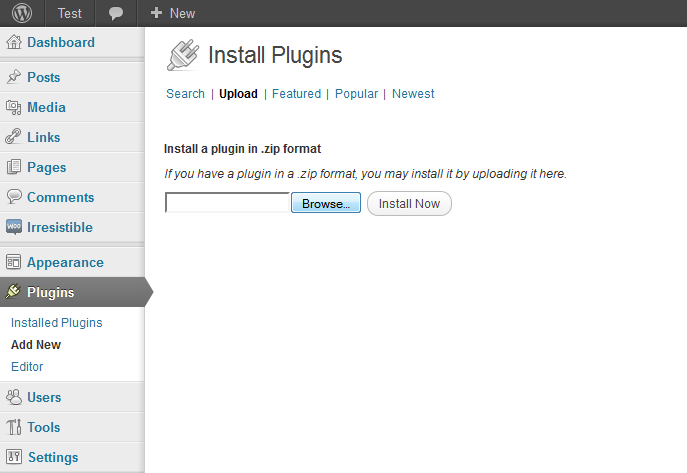 Test New
Dashboard
Posts
Media
Links
Pages
Comments
WOO Irresistible
Appearance
Plugins
Installed Plugins
Add New
Editor
Users
Tools
Settings
Install Plugins
Search | Upload | Featured | Popular | Newest
Install a plugin in .zip format
If you have a plugin in a .zip format, you may install it by uploading it here.
Browse... Install Now